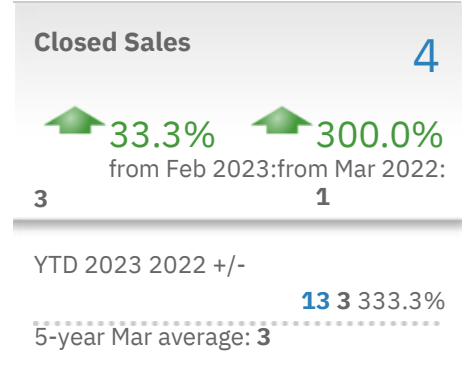 Closed Sales
4
33.3% 300.0%
from Feb 2023:from Mar 2022:
3 1
YTD 2023 2022 +/-
13 3 333.3%
5-year Mar average: 3